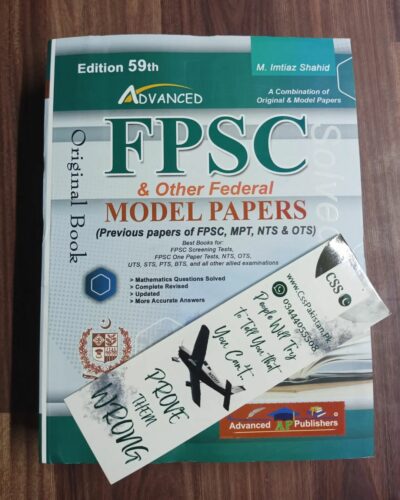 Edition 59th
M. Imtiaz Shahid
ADVANCED
A Combination of
Original & Model Papers
Original Book
Solved
FPSC
& Other Federal
MODEL PAPERS
(Previous papers of FPSC, MPT, NTS & OTS)
Best Books for:
FPSC Screening Tests,
FPSC One Paper Tests, NTS, OTS,
UTS, STS, PTS, BTS, and all other allied examinations
Mathematics Questions Solved
Complete Revised
Updated
More Accurate Answers
CSS
www.CssPakistan.Pk
03444055508
People Will Try
to Tell You that
You Can't,
PROVE
THEM
WRONG
Advanced AP Publishers